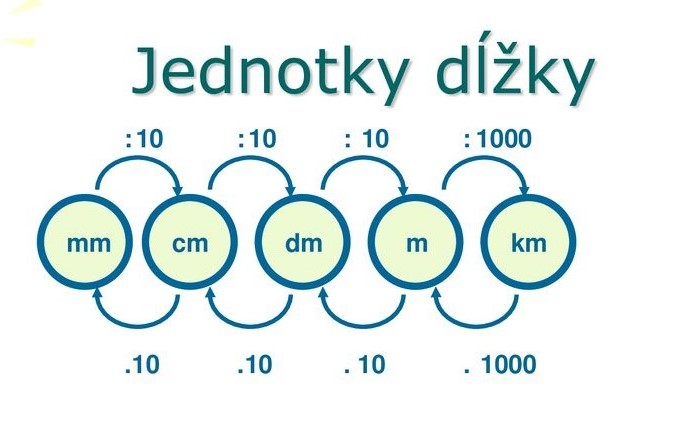 Jednotky dĺžky
:10 :10 : 10 : 1000
mm cm dm m km
.10 .10 . 10 . 1000